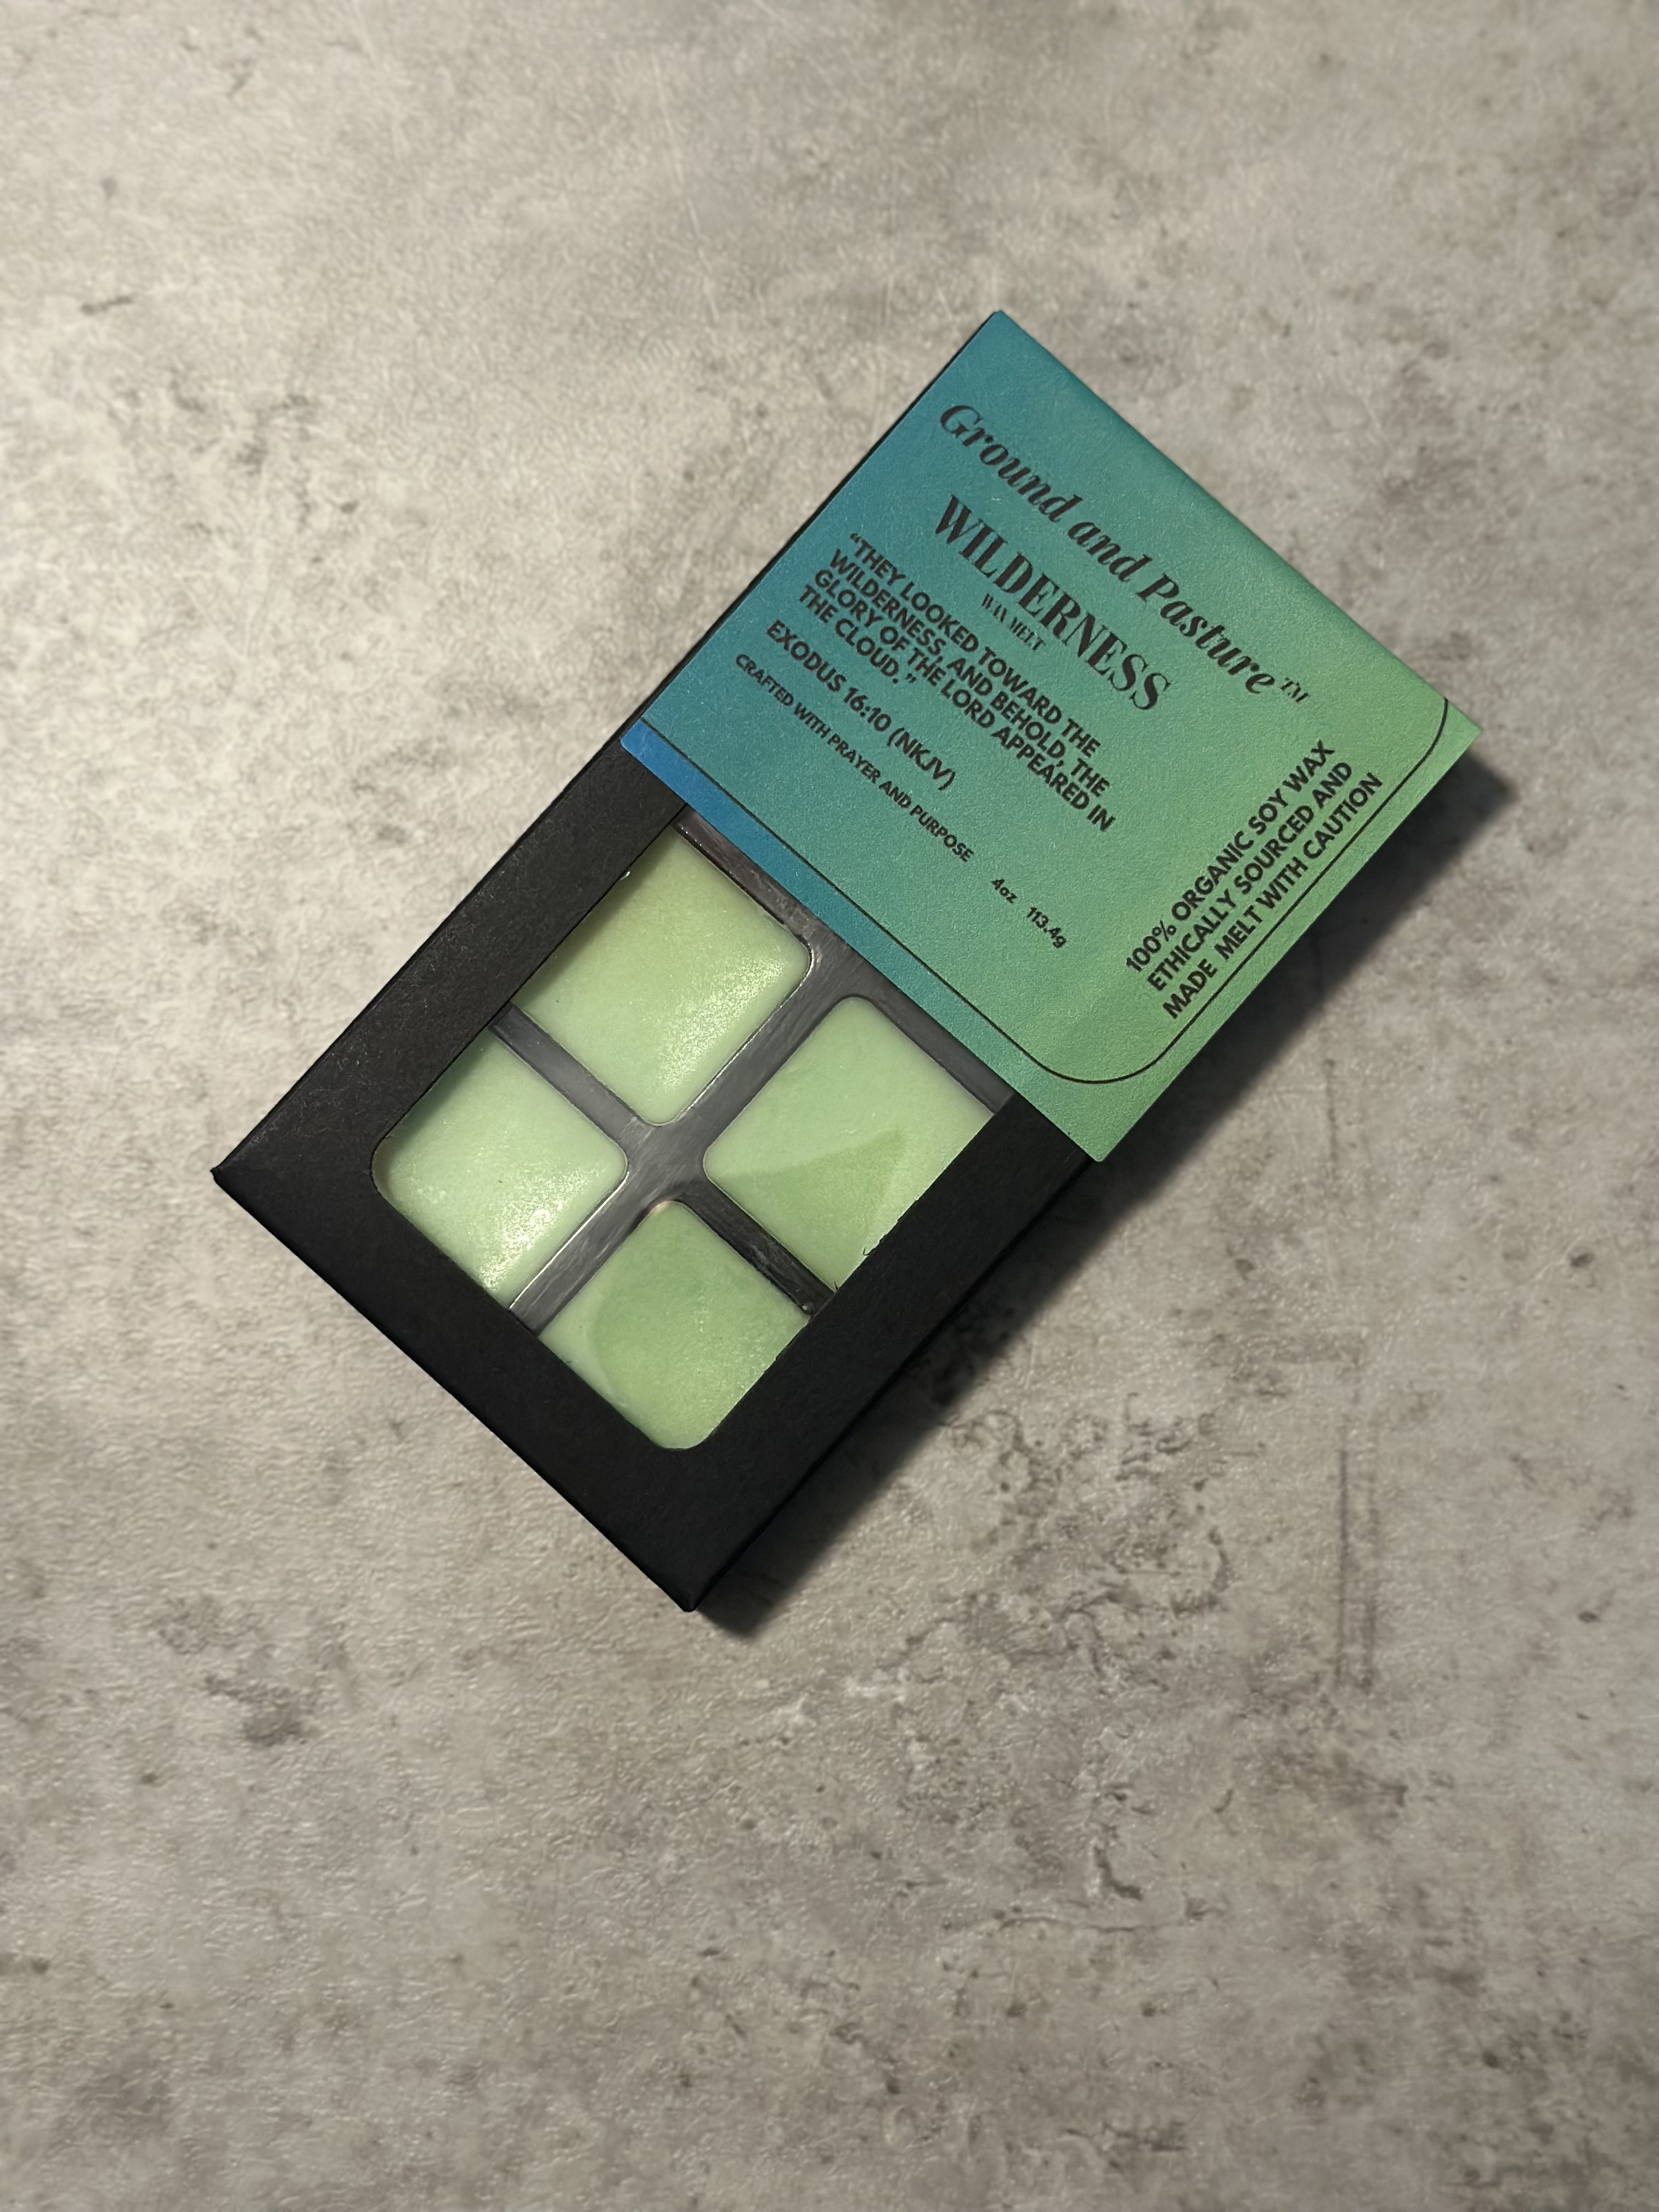 Ground and Pasture™
WILDERNESS
WAX MELT
“THEY LOOKED TOWARD THE
WILDERNESS, AND BEHOLD, THE
GLORY OF THE LORD APPEARED IN
THE CLOUD.”
EXODUS 16:10 (NKJV)
CRAFTED WITH PRAYER AND PURPOSE
4oz 113.4g
100% ORGANIC SOY WAX
ETHICALLY SOURCED AND
MADE MELT WITH CAUTION